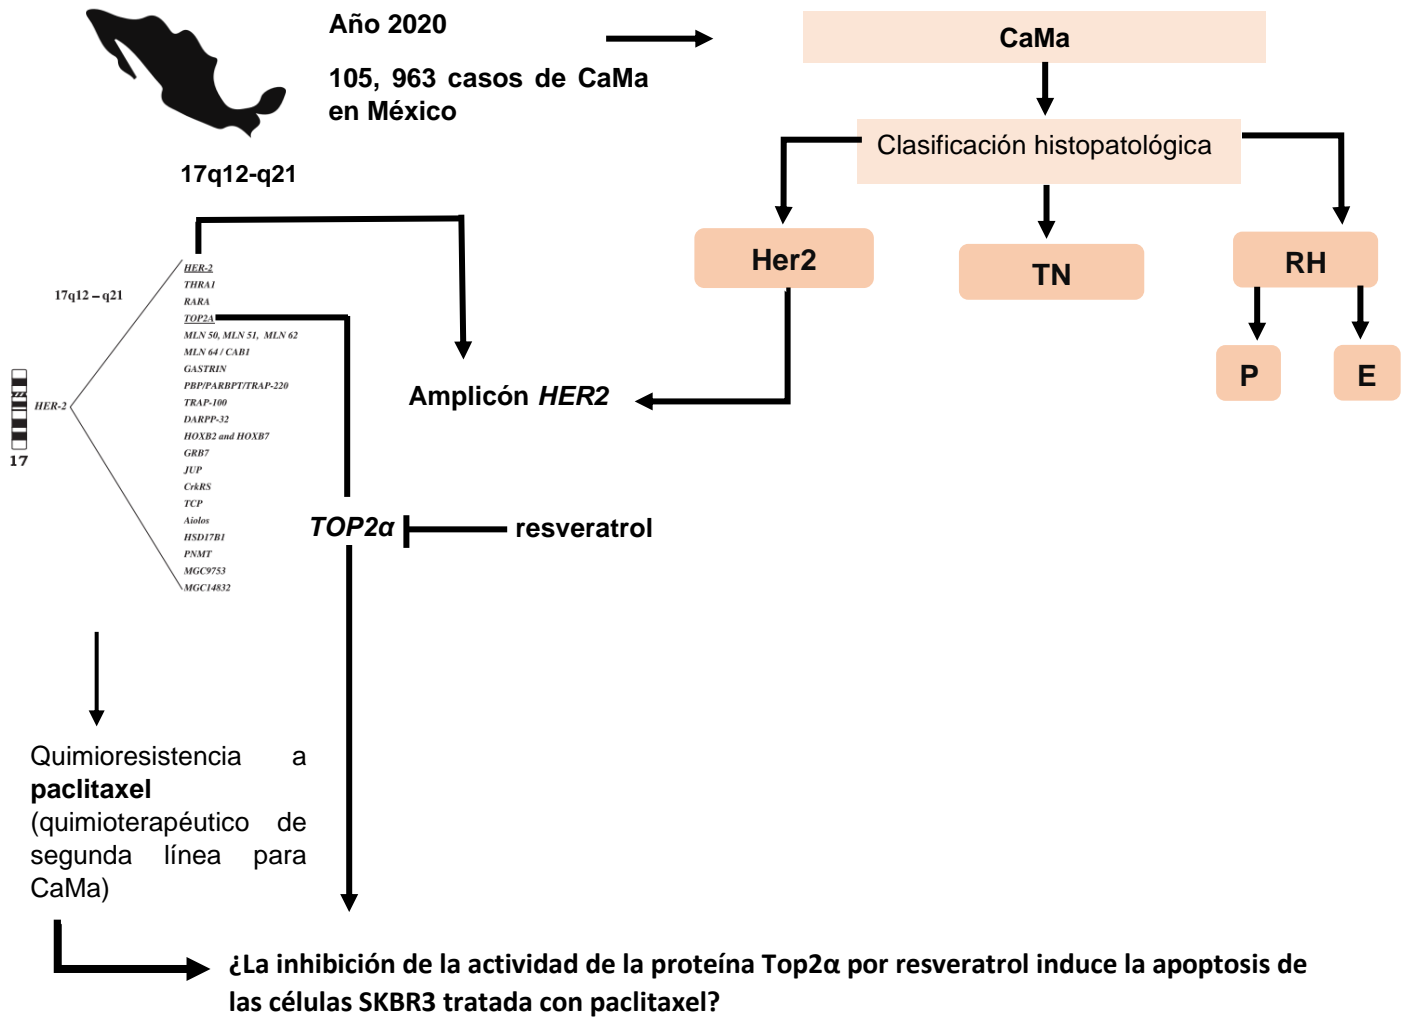 Año 2020
105, 963 casos de CaMa
en México
CaMa
Clasificación histopatológica
Her2
TN
RH
P
E
17q12-q21
17q12 – q21
HER-2
17
HER-2
THRA1
RARA
TOP2A
MLN 50, MLN 51, MLN 62
MLN 64 / CAB1
GASTRIN
PBP/PARBPT/TRAP-220
TRAP-100
DARPP-32
HOXB2 and HOXB7
GRB7
JUP
CrkRS
TCP
Aiolos
HSD17B1
PNMT
MGC9753
MGC14832
Amplicón HER2
TOP2α
resveratrol
Quimioresistencia a
paclitaxel
(quimioterapéutico de
segunda línea para
CaMa)
¿La inhibición de la actividad de la proteína Top2α por resveratrol induce la apoptosis de
las células SKBR3 tratada con paclitaxel?